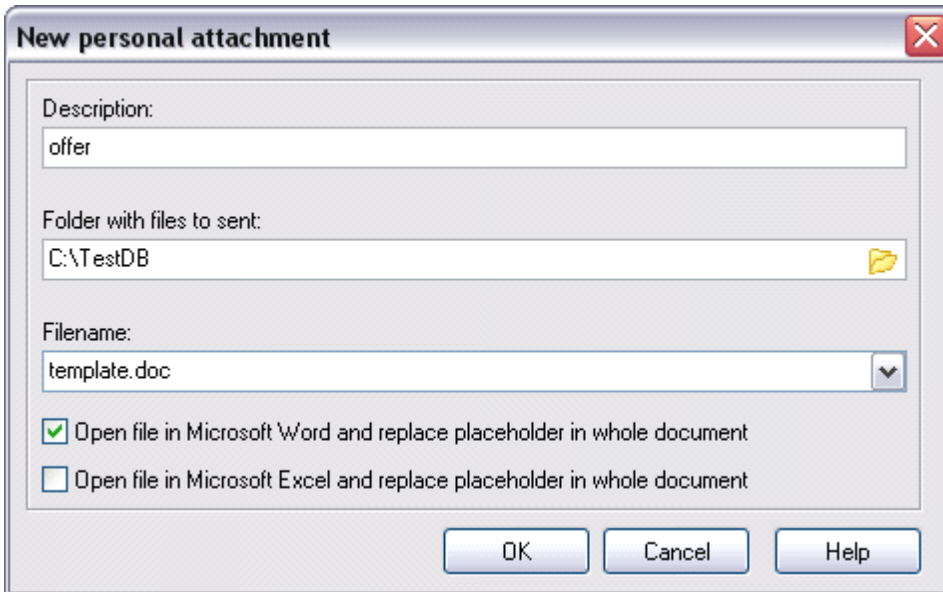 New personal attachment
Description:
offer
Folder with files to sent:
C:\TestDB
Filename:
template.doc
Open file in Microsoft Word and replace placeholder in whole document
Open file in Microsoft Excel and replace placeholder in whole document
OK Cancel Help